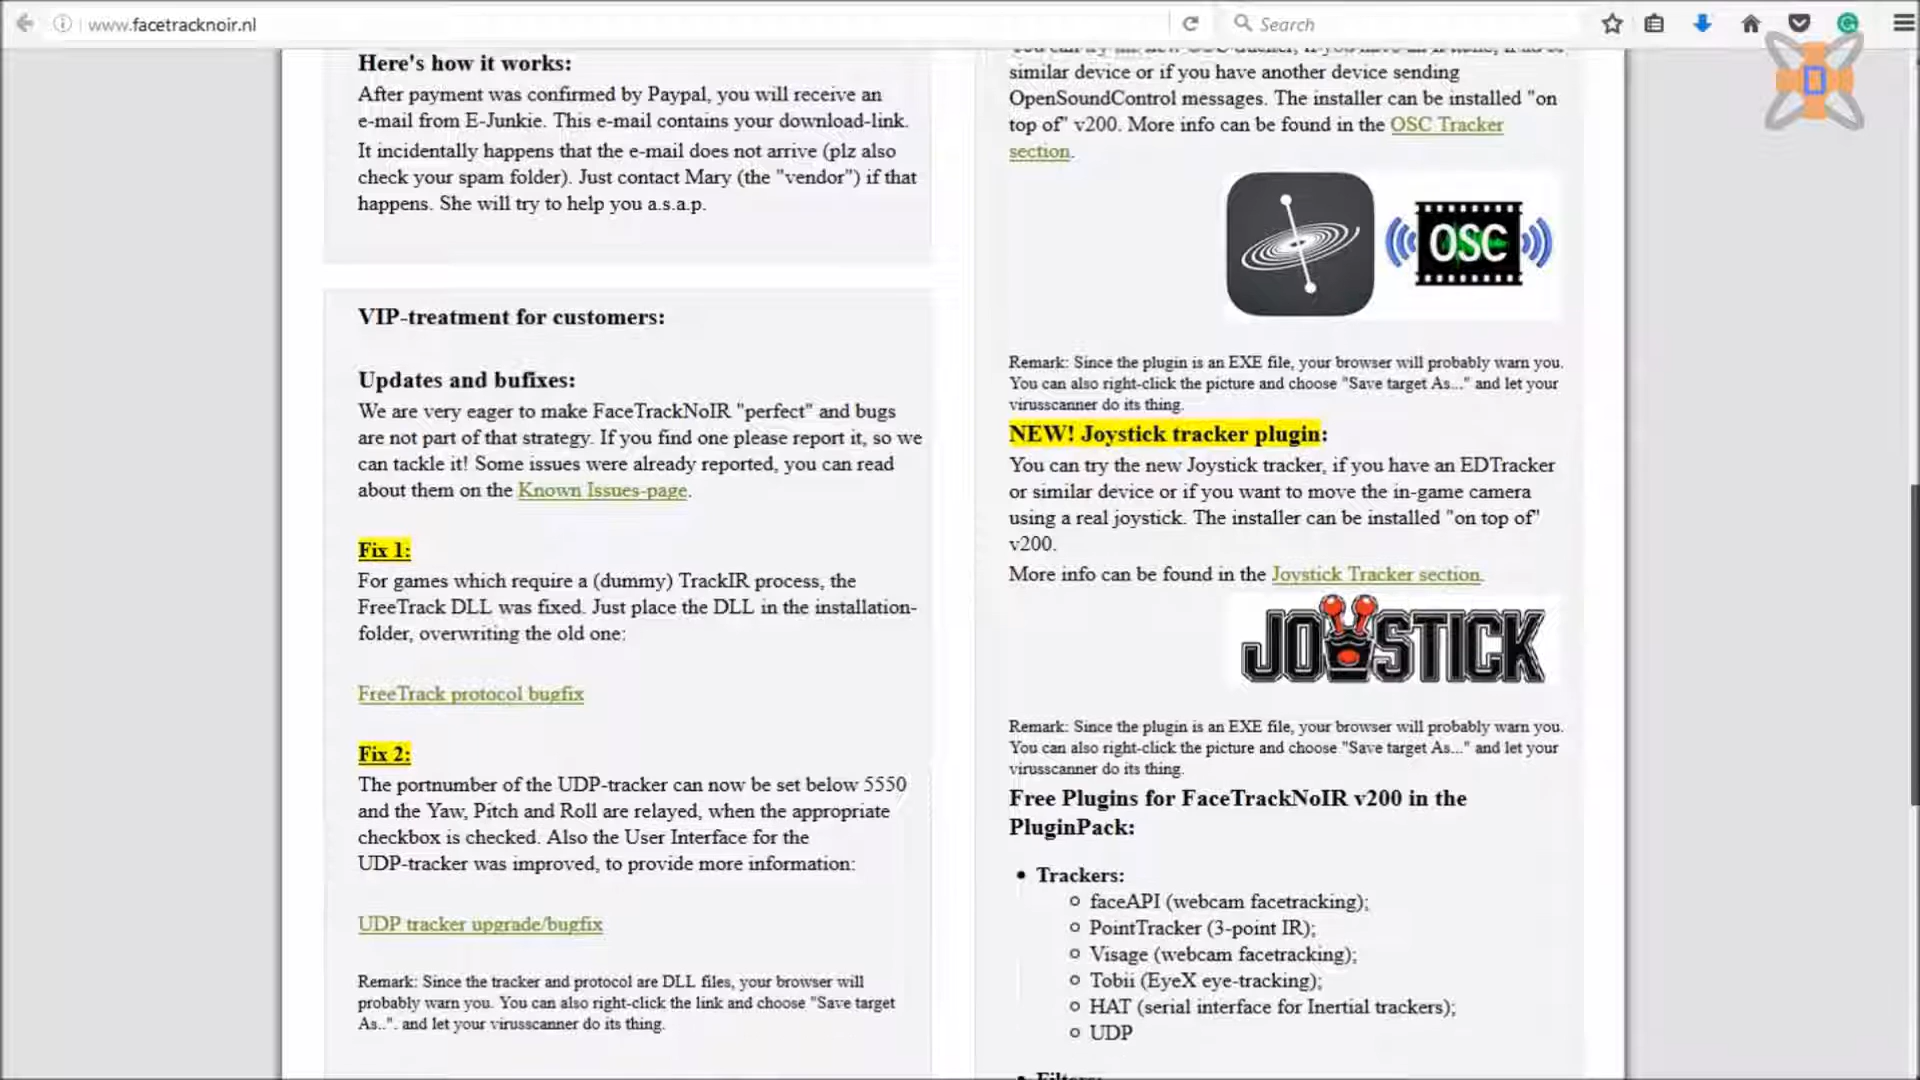 www.facetracknoir.nl
Search
Here's how it works:
After payment was confirmed by Paypal, you will receive an
e-mail from E-Junkie. This e-mail contains your download-link.
It incidentally happens that the e-mail does not arrive (plz also
check your spam folder). Just contact Mary (the "vendor") if that
happens. She will try to help you a.s.a.p.
VIP-treatment for customers:
Updates and bufixes:
We are very eager to make FaceTrackNoIR "perfect" and bugs
are not part of that strategy. If you find one please report it, so we
can tackle it! Some issues were already reported, you can read
about them on the Known Issues-page.
Fix 1:
For games which require a (dummy) TrackIR process, the
FreeTrack DLL was fixed. Just place the DLL in the installation-
folder, overwriting the old one:
FreeTrack protocol bugfix
Fix 2:
The portnumber of the UDP-tracker can now be set below 5550
and the Yaw, Pitch and Roll are relayed, when the appropriate
checkbox is checked. Also the User Interface for the
UDP-tracker was improved, to provide more information:
UDP tracker upgrade/bugfix
Remark: Since the tracker and protocol are DLL files, your browser will
probably warn you. You can also right-click the link and choose "Save target
As..". and let your virusscanner do its thing.
similar device or if you have another device sending
OpenSoundControl messages. The installer can be installed "on
top of" v200. More info can be found in the OSC Tracker
section.
OSC
Remark: Since the plugin is an EXE file, your browser will probably warn you.
You can also right-click the picture and choose "Save target As..." and let your
virusscanner do its thing.
NEW! Joystick tracker plugin:
You can try the new Joystick tracker, if you have an EDTracker
or similar device or if you want to move the in-game camera
using a real joystick. The installer can be installed "on top of"
v200.
More info can be found in the Joystick Tracker section.
JOYSTICK
Remark: Since the plugin is an EXE file, your browser will probably warn you.
You can also right-click the picture and choose "Save target As..." and let your
virusscanner do its thing.
Free Plugins for FaceTrackNoIR v200 in the
PluginPack:
Trackers:
faceAPI (webcam facetracking);
PointTracker (3-point IR);
Visage (webcam facetracking);
Tobii (EyeX eye-tracking);
HAT (serial interface for Inertial trackers);
UDP
Filters: